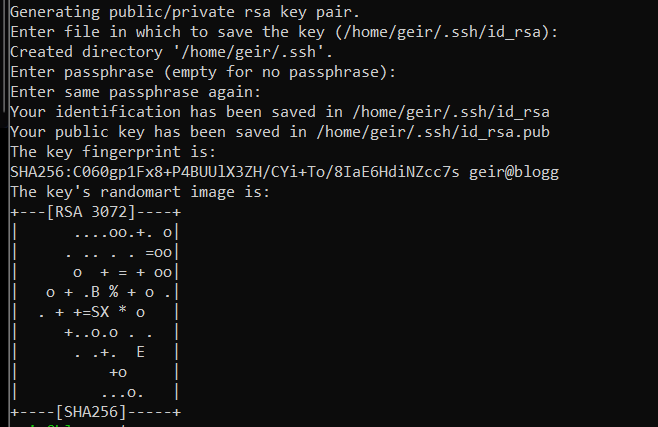 Generating public/private rsa key pair.
Enter file in which to save the key (/home/geir/.ssh/id_rsa):
Created directory '/home/geir/.ssh'.
Enter passphrase (empty for no passphrase):
Enter same passphrase again:
Your identification has been saved in /home/geir/.ssh/id_rsa
Your public key has been saved in /home/geir/.ssh/id_rsa.pub
The key fingerprint is:
SHA256:C060gp1Fx8+P4BUUlX3ZH/CYi+To/8IaE6HdiNZcc7s geir@blogg
The key's randomart image is:
+---[RSA 3072]----+
|      ....oo.+. o|
|     . .. . . =oo|
|      o  + = + oo|
|   o + .B % + o .|
|  . + +=SX * o   |
|     +..o.o . .  |
|      . .+.  E   |
|         +o      |
|        ...o.    |
+----[SHA256]-----+